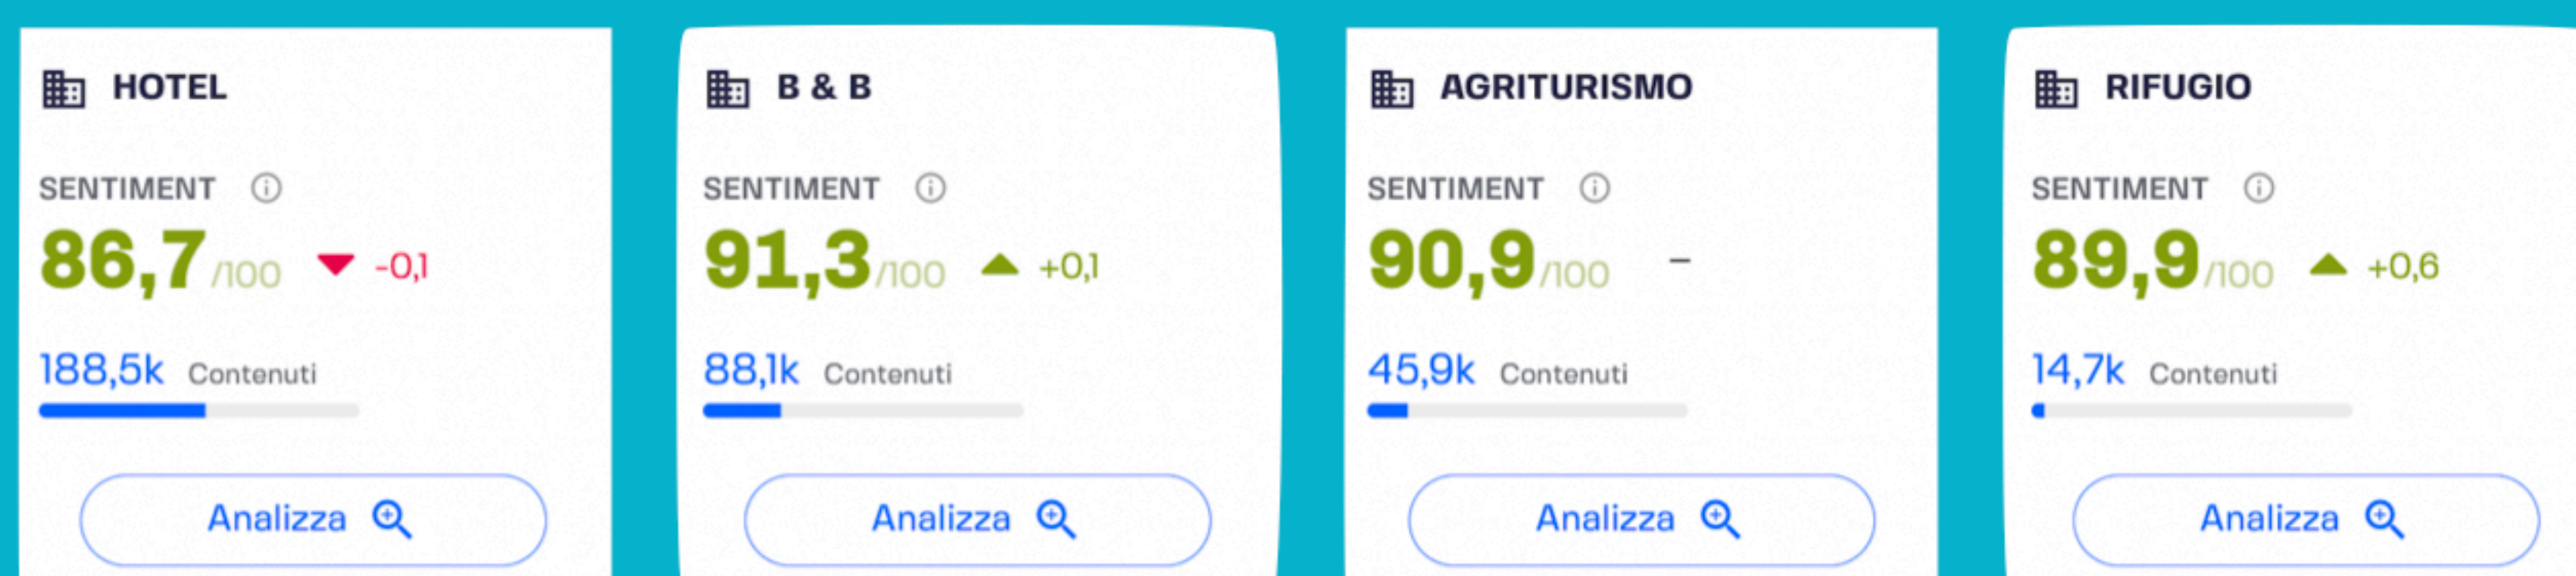 HOTEL
SENTIMENT
86,7/100 -0,1
188,5k Contenuti
Analizza
B & B
SENTIMENT
91,3/100 +0,1
88,1k Contenuti
Analizza
AGRITURISMO
SENTIMENT
90,9/100 –
45,9k Contenuti
Analizza
RIFUGIO
SENTIMENT
89,9/100 +0,6
14,7k Contenuti
Analizza